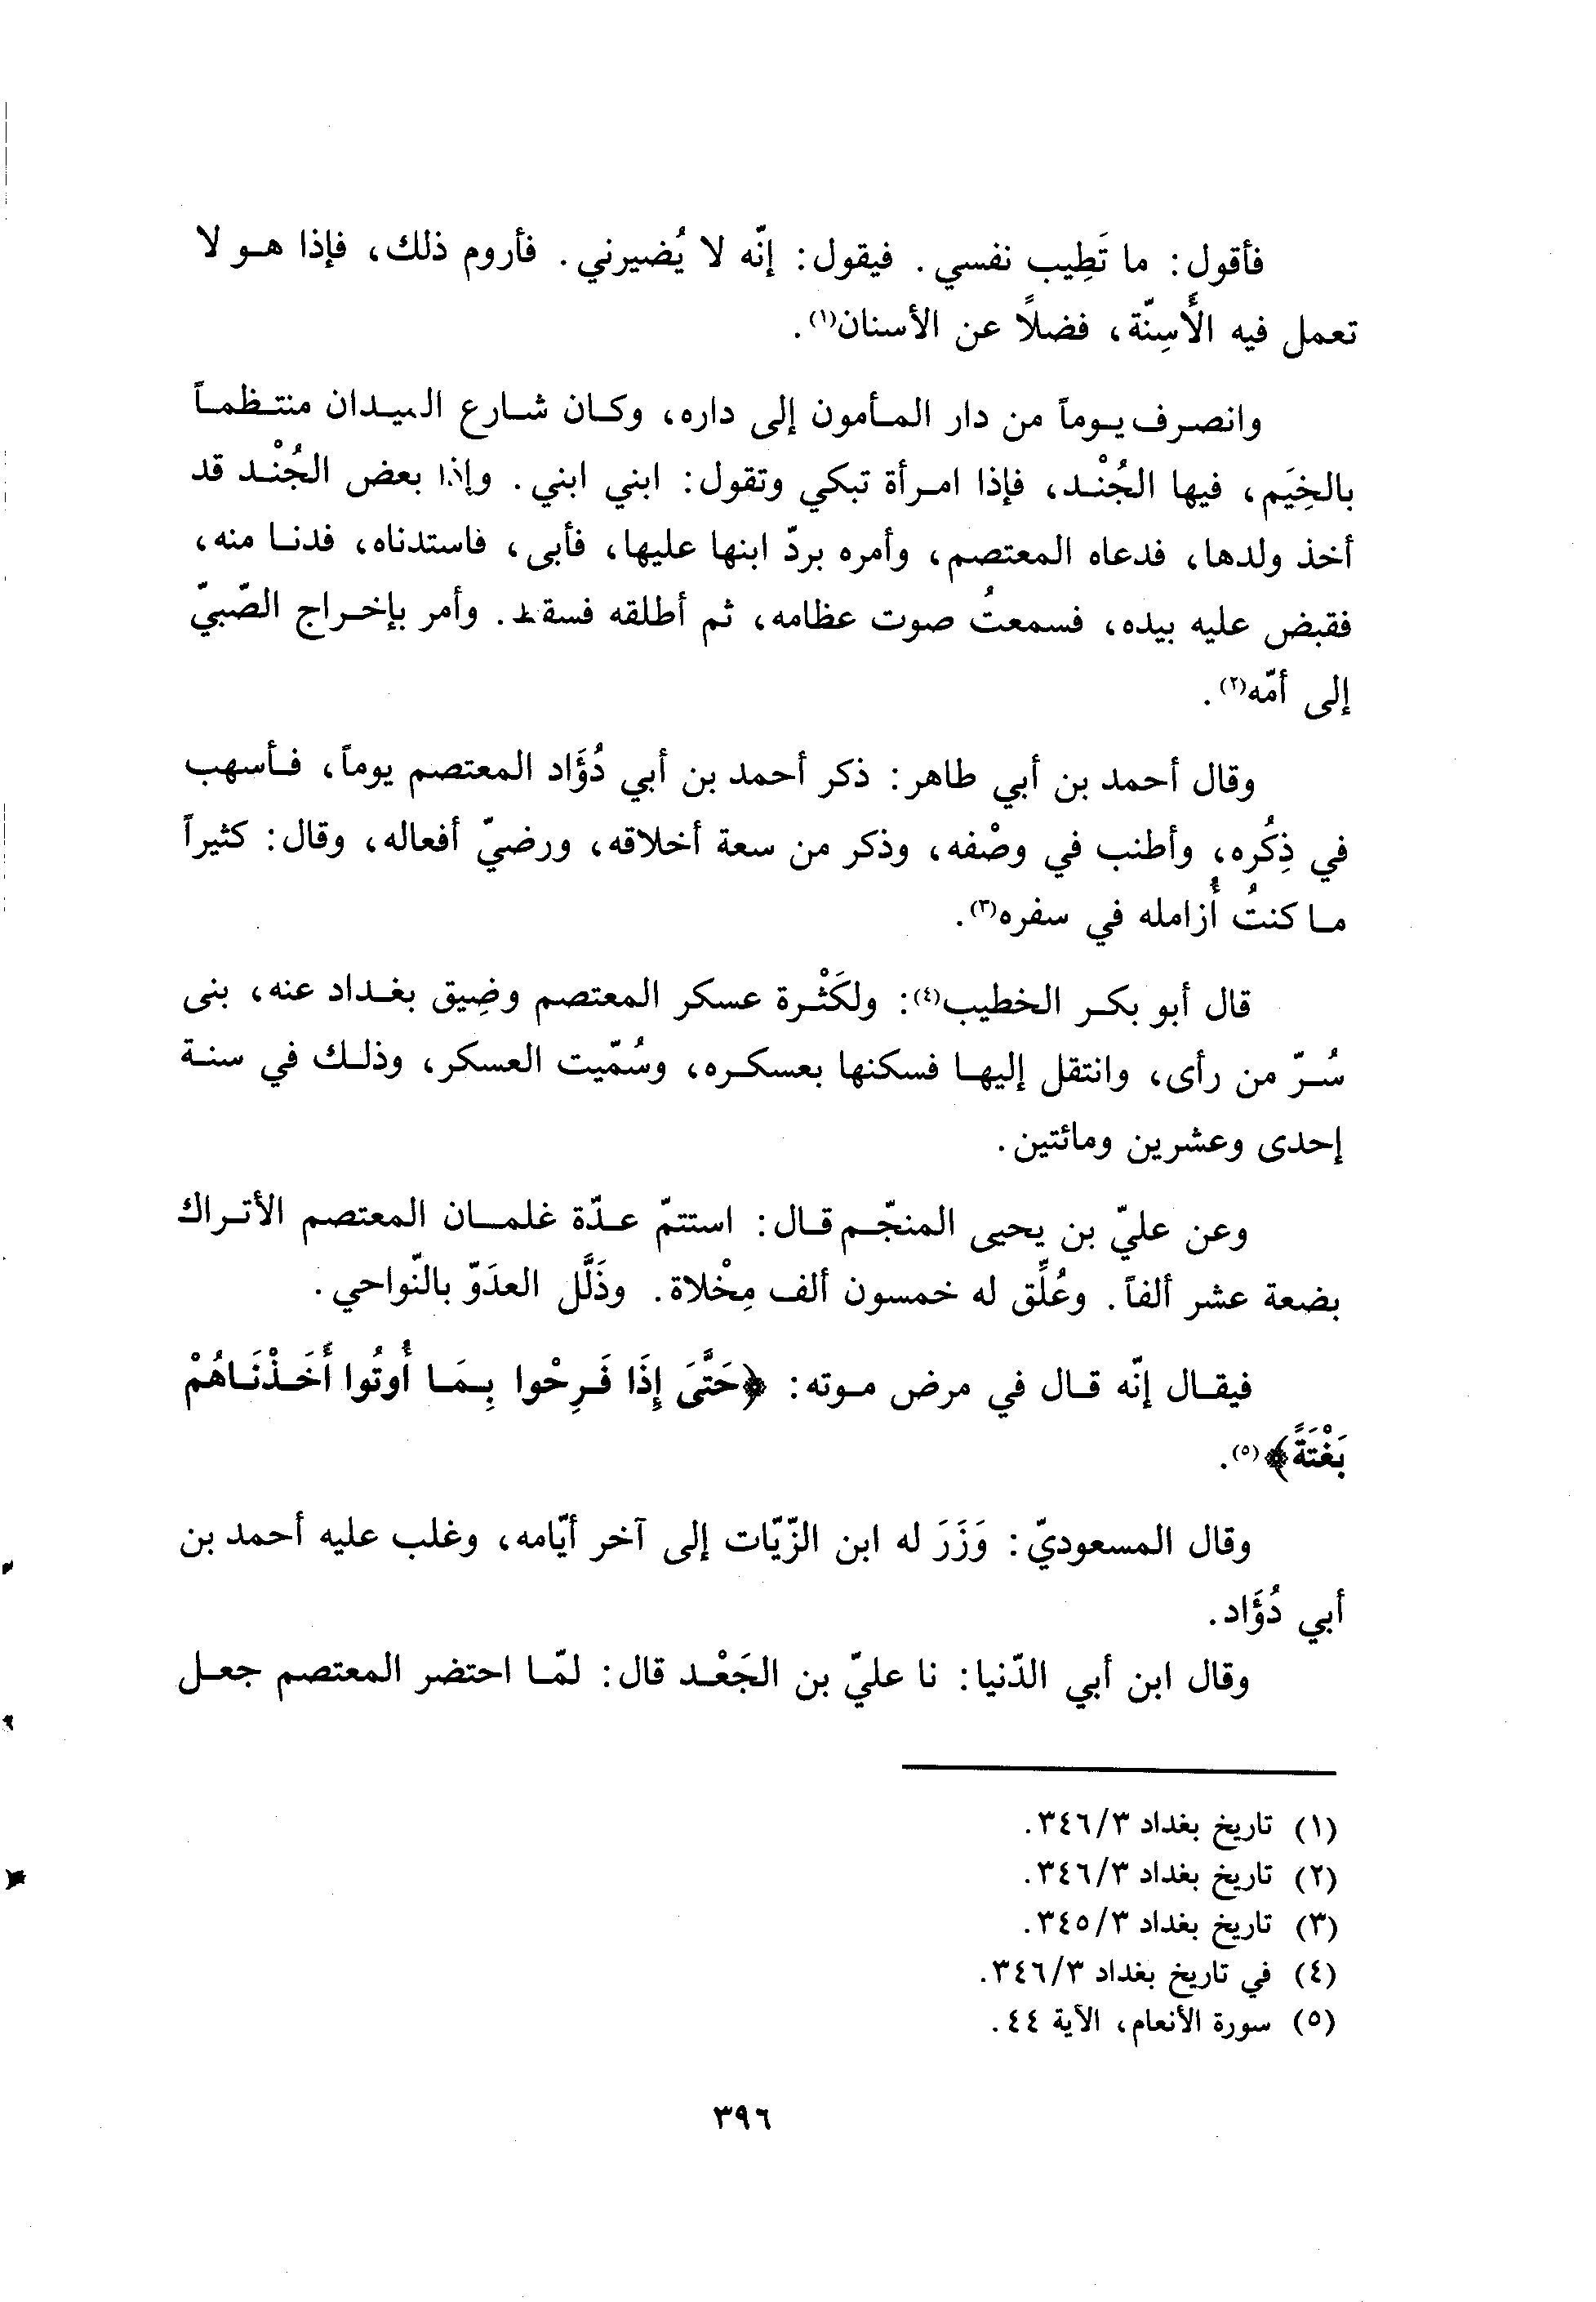 فأقول: ما تَطِيب نفسي. فيقول: إنّه لا يُضيرني. فأروم ذلك، فإذا هو لا
تعمل فيه الأَسِنّة، فضلاً عن الأسنان(١).
وانصرف يوماً من دار المأمون إلى داره، وكان شارع الميدان منتظماً
بالخِيَم، فيها الجُنْد، فإذا امرأة تبكي وتقول: ابني ابني. وإذا بعض الجُنْد قد
أخذ ولدها، فدعاه المعتصم، وأمره بردّ ابنها عليها، فأبى، فاستدناه، فدنا منه،
فقبض عليه بيده، فسمعتُ صوت عظامه، ثم أطلقه فسقط. وأمر بإخراج الصّبيّ
إلى أمّه(٢).
وقال أحمد بن أبي طاهر: ذكر أحمد بن أبي دُؤَاد المعتصم يوماً، فأسهب
في ذِكُره، وأطنب في وصْفه، وذكر من سعة أخلاقه، ورضيّ أفعاله، وقال: كثيراً
ما كنتُ أُزامله في سفره(٣).
قال أبو بكر الخطيب(٤): ولكَثْرة عسكر المعتصم وضِيق بغداد عنه، بنى
سُرّ من رأى، وانتقل إليها فسكنها بعسكره، وسُمّيت العسكر، وذلك في سنة
إحدى وعشرين ومائتين.
وعن عليّ بن يحيى المنجّم قال: استتمّ عدّة غلمان المعتصم الأتراك
بضعة عشر ألفاً. وعُلِّق له خمسون ألف مِخْلاة. وذَلَّل العدَوّ بالنّواحي.
فيقال إنّه قال في مرض موته: ﴿حَتَّىَ إِذَا فَرِحْوا بِمَا أُوتُوا أَخَذْنَاهُمْ
بَغْتَةً﴾(٥).
وقال المسعوديّ: وَزَرَ له ابن الزّيّات إلى آخر أيّامه، وغلب عليه أحمد بن
أبي دُؤَاد.
وقال ابن أبي الدّنيا: نا عليّ بن الجَعْد قال: لمّا احتضر المعتصم جعل
(١) تاريخ بغداد ٣٤٦/٣.
(٢) تاريخ بغداد ٣٤٦/٣.
(٣) تاريخ بغداد ٣٤٥/٣.
(٤) في تاريخ بغداد ٣٤٦/٣.
(٥) سورة الأنعام، الآية ٤٤.
٣٩٦